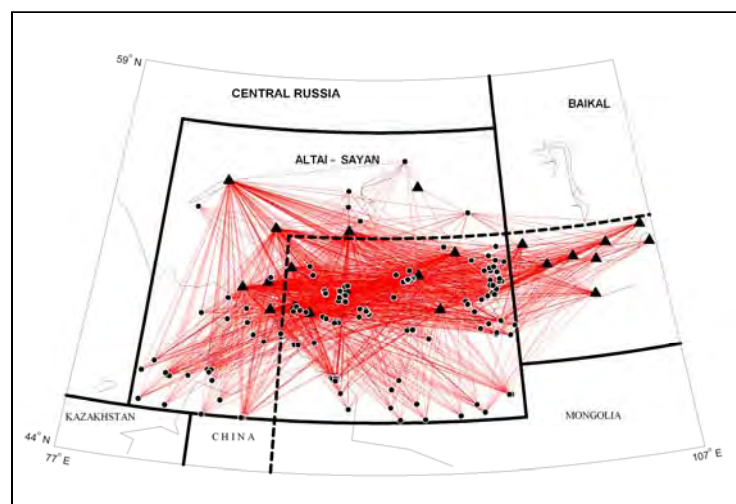 59° N
CENTRAL RUSSIA
BAIKAL
ALTAI - SAYAN
KAZAKHSTAN
CHINA
MONGOLIA
44° N
77° E
107° E